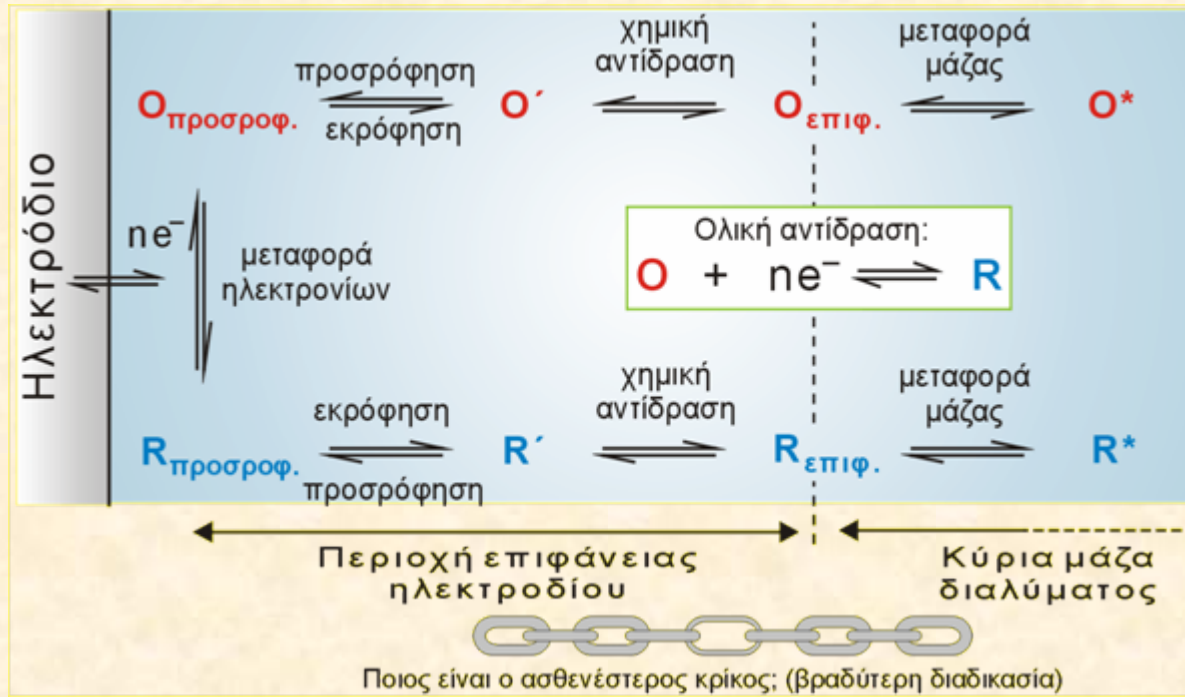 Ηλεκτρόδιο
χημική
αντίδραση
μεταφορά
μάζας
προσρόφηση
εκρόφηση
Oπροσροφ.
O´
Oεπιφ.
O*
ne⁻
μεταφορά
ηλεκτρονίων
Ολική αντίδραση:
O + ne⁻ ⇌ R
χημική
αντίδραση
μεταφορά
μάζας
εκρόφηση
προσρόφηση
Rπροσροφ.
R´
Rεπιφ.
R*
Περιοχή επιφάνειας
ηλεκτροδίου
Κύρια μάζα
διαλύματος
Ποιος είναι ο ασθενέστερος κρίκος; (βραδύτερη διαδικασία)